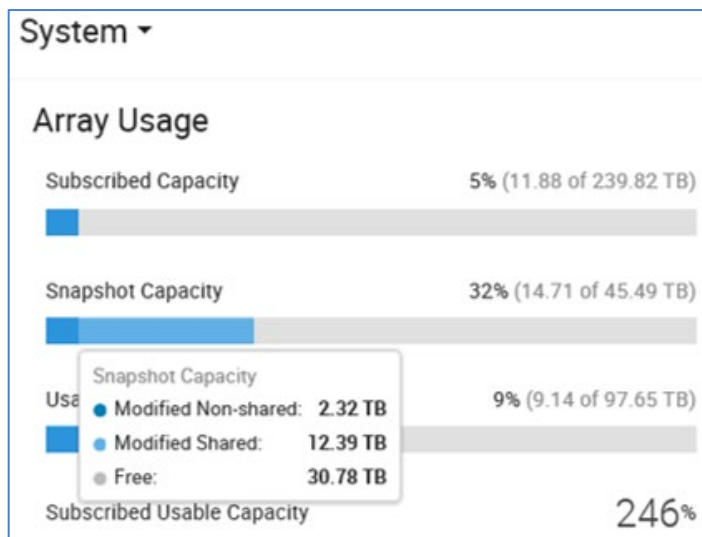 System
Array Usage
Subscribed Capacity 5% (11.88 of 239.82 TB)
Snapshot Capacity 32% (14.71 of 45.49 TB)
Snapshot Capacity
Modified Non-shared: 2.32 TB
Modified Shared: 12.39 TB
Free: 30.78 TB
9% (9.14 of 97.65 TB)
Subscribed Usable Capacity 246%